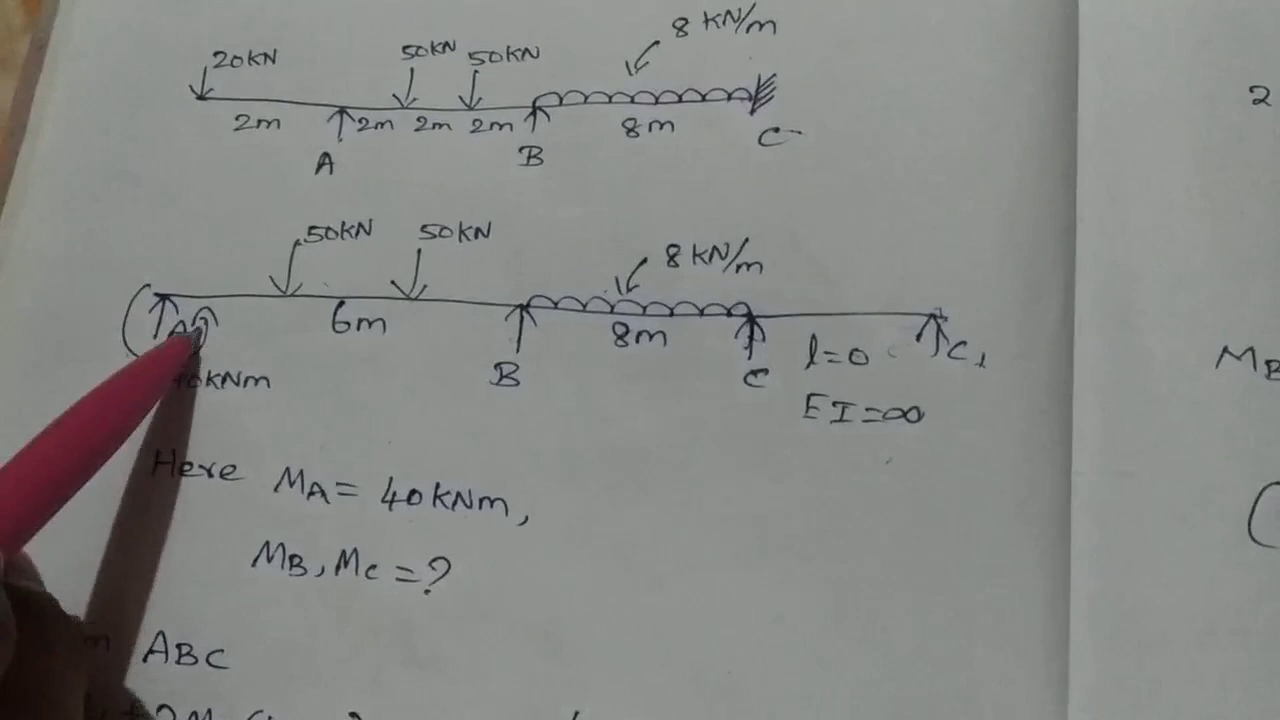 8 KN/m
20KN 50KN 50KN
2m 2m 2m 2m 8m
A B C
2
50KN 50KN 8 KN/m
6m 8m l=0 C1
B C
EI=∞
KNm
MB
Here MA = 40KNm,
MB, Mc = ?
ABC